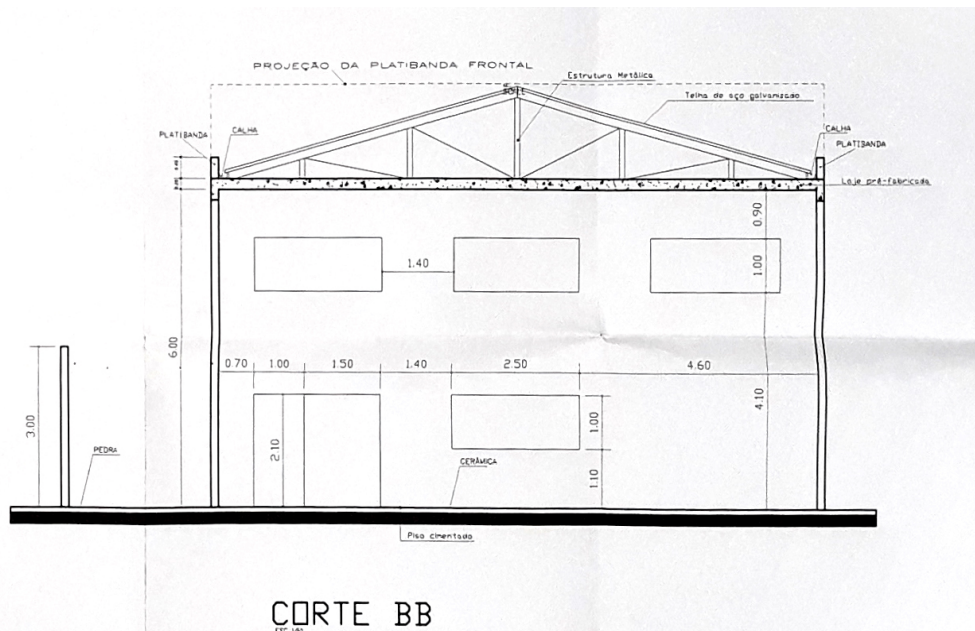 PROJEÇÃO DA PLATIBANDA FRONTAL
Estrutura Metálica
Telha de aço galvanizado
PLATIBANDA
CALHA
CALHA
PLATIBANDA
Laje pré-fabricada
0.90
1.40
1.00
6.00
0.70 1.00 1.50 1.40 2.50 4.60
3.00
2.10
1.00
4.10
PEDRA
CERÂMICA
1.10
Piso cimentado
CORTE BB